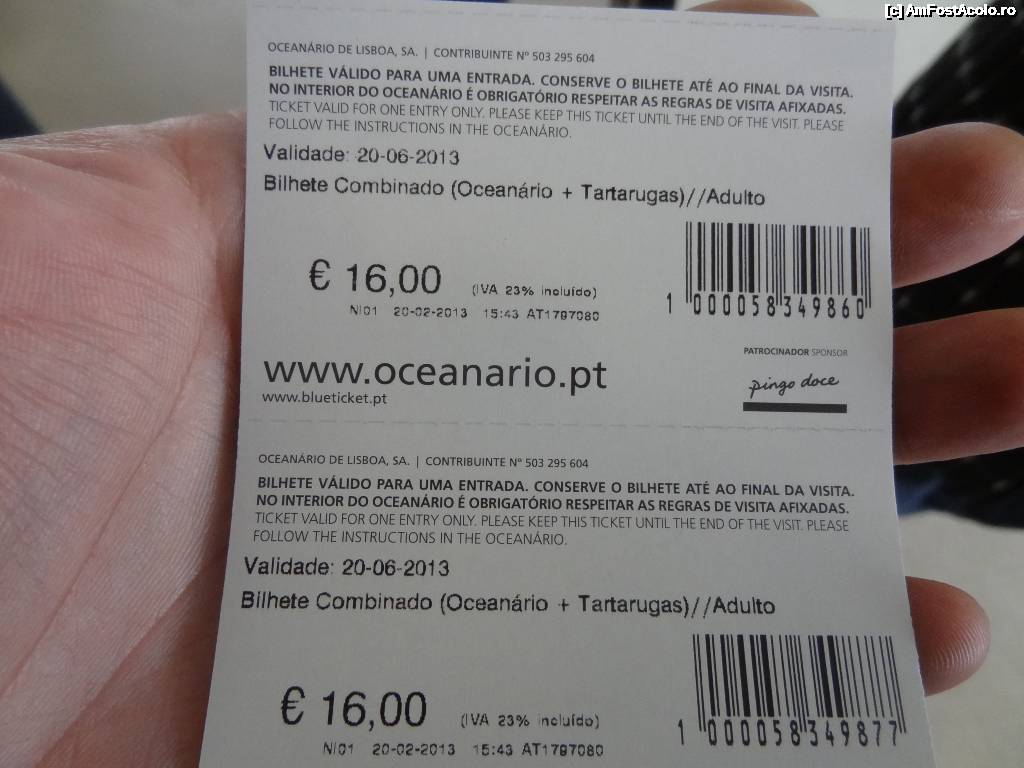 [c] AmFostAcolo.ro
OCEANÁRIO DE LISBOA, SA. | CONTRIBUINTE Nº 503 295 604
BILHETE VÁLIDO PARA UMA ENTRADA. CONSERVE O BILHETE ATÉ AO FINAL DA VISITA.
NO INTERIOR DO OCEANÁRIO É OBRIGATÓRIO RESPEITAR AS REGRAS DE VISITA AFIXADAS.
TICKET VALID FOR ONE ENTRY ONLY. PLEASE KEEP THIS TICKET UNTIL THE END OF THE VISIT. PLEASE
FOLLOW THE INSTRUCTIONS IN THE OCEANÁRIO.
Validade: 20-06-2013
Bilhete Combinado (Oceanário + Tartarugas)//Adulto
€ 16,00 (IVA 23% incluído)
NI01 20-02-2013 15:43 AT1797080
1 000058 349860
www.oceanario.pt
www.blueticket.pt
PATROCINADOR SPONSOR
pingo doce
OCEANÁRIO DE LISBOA, SA. | CONTRIBUINTE Nº 503 295 604
BILHETE VÁLIDO PARA UMA ENTRADA. CONSERVE O BILHETE ATÉ AO FINAL DA VISITA.
NO INTERIOR DO OCEANÁRIO É OBRIGATÓRIO RESPEITAR AS REGRAS DE VISITA AFIXADAS.
TICKET VALID FOR ONE ENTRY ONLY. PLEASE KEEP THIS TICKET UNTIL THE END OF THE VISIT. PLEASE
FOLLOW THE INSTRUCTIONS IN THE OCEANÁRIO.
Validade: 20-06-2013
Bilhete Combinado (Oceanário + Tartarugas)//Adulto
€ 16,00 (IVA 23% incluído)
NI01 20-02-2013 15:43 AT1797080
1 000058 349877